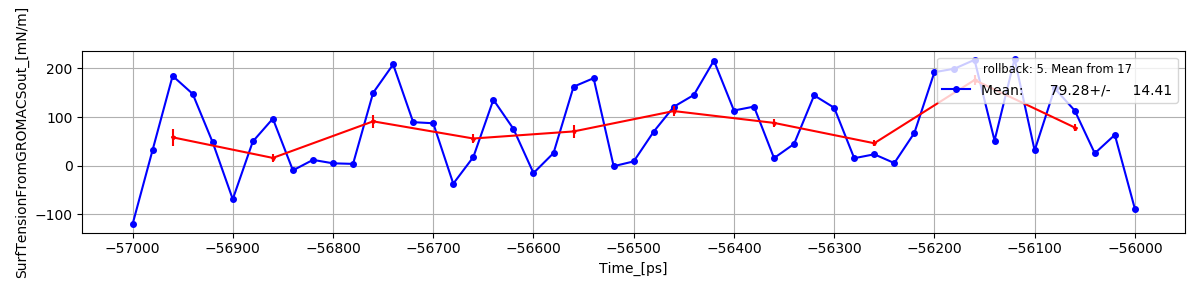 SurfTensionFromGROMACSout_[mN/m]
200
100
0
−100
rollback: 5. Mean from 17
Mean: 79.28+/- 14.41
−57000 −56900 −56800 −56700 −56600 −56500 −56400 −56300 −56200 −56100 −56000
Time_[ps]